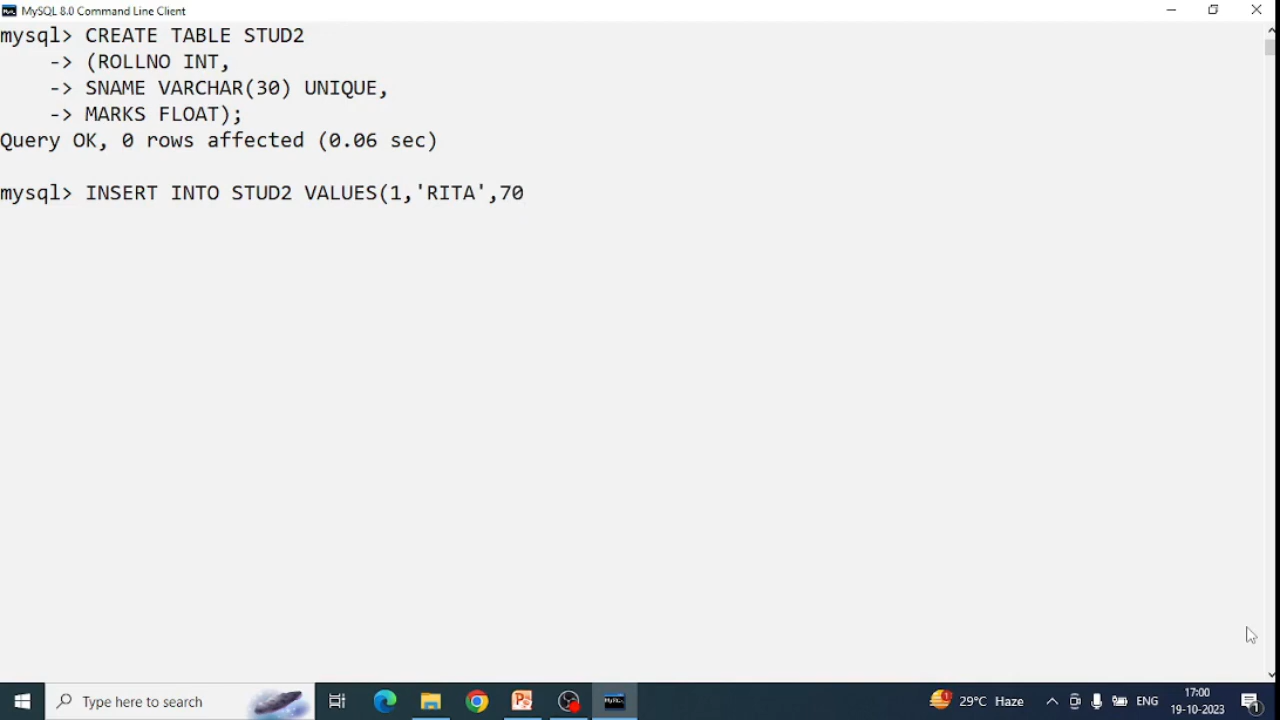 MySQL 8.0 Command Line Client
mysql> CREATE TABLE STUD2
-> (ROLLNO INT,
-> SNAME VARCHAR(30) UNIQUE,
-> MARKS FLOAT);
Query OK, 0 rows affected (0.06 sec)
mysql> INSERT INTO STUD2 VALUES(1,'RITA',70
Type here to search
29°C Haze
ENG
17:00
19-10-2023